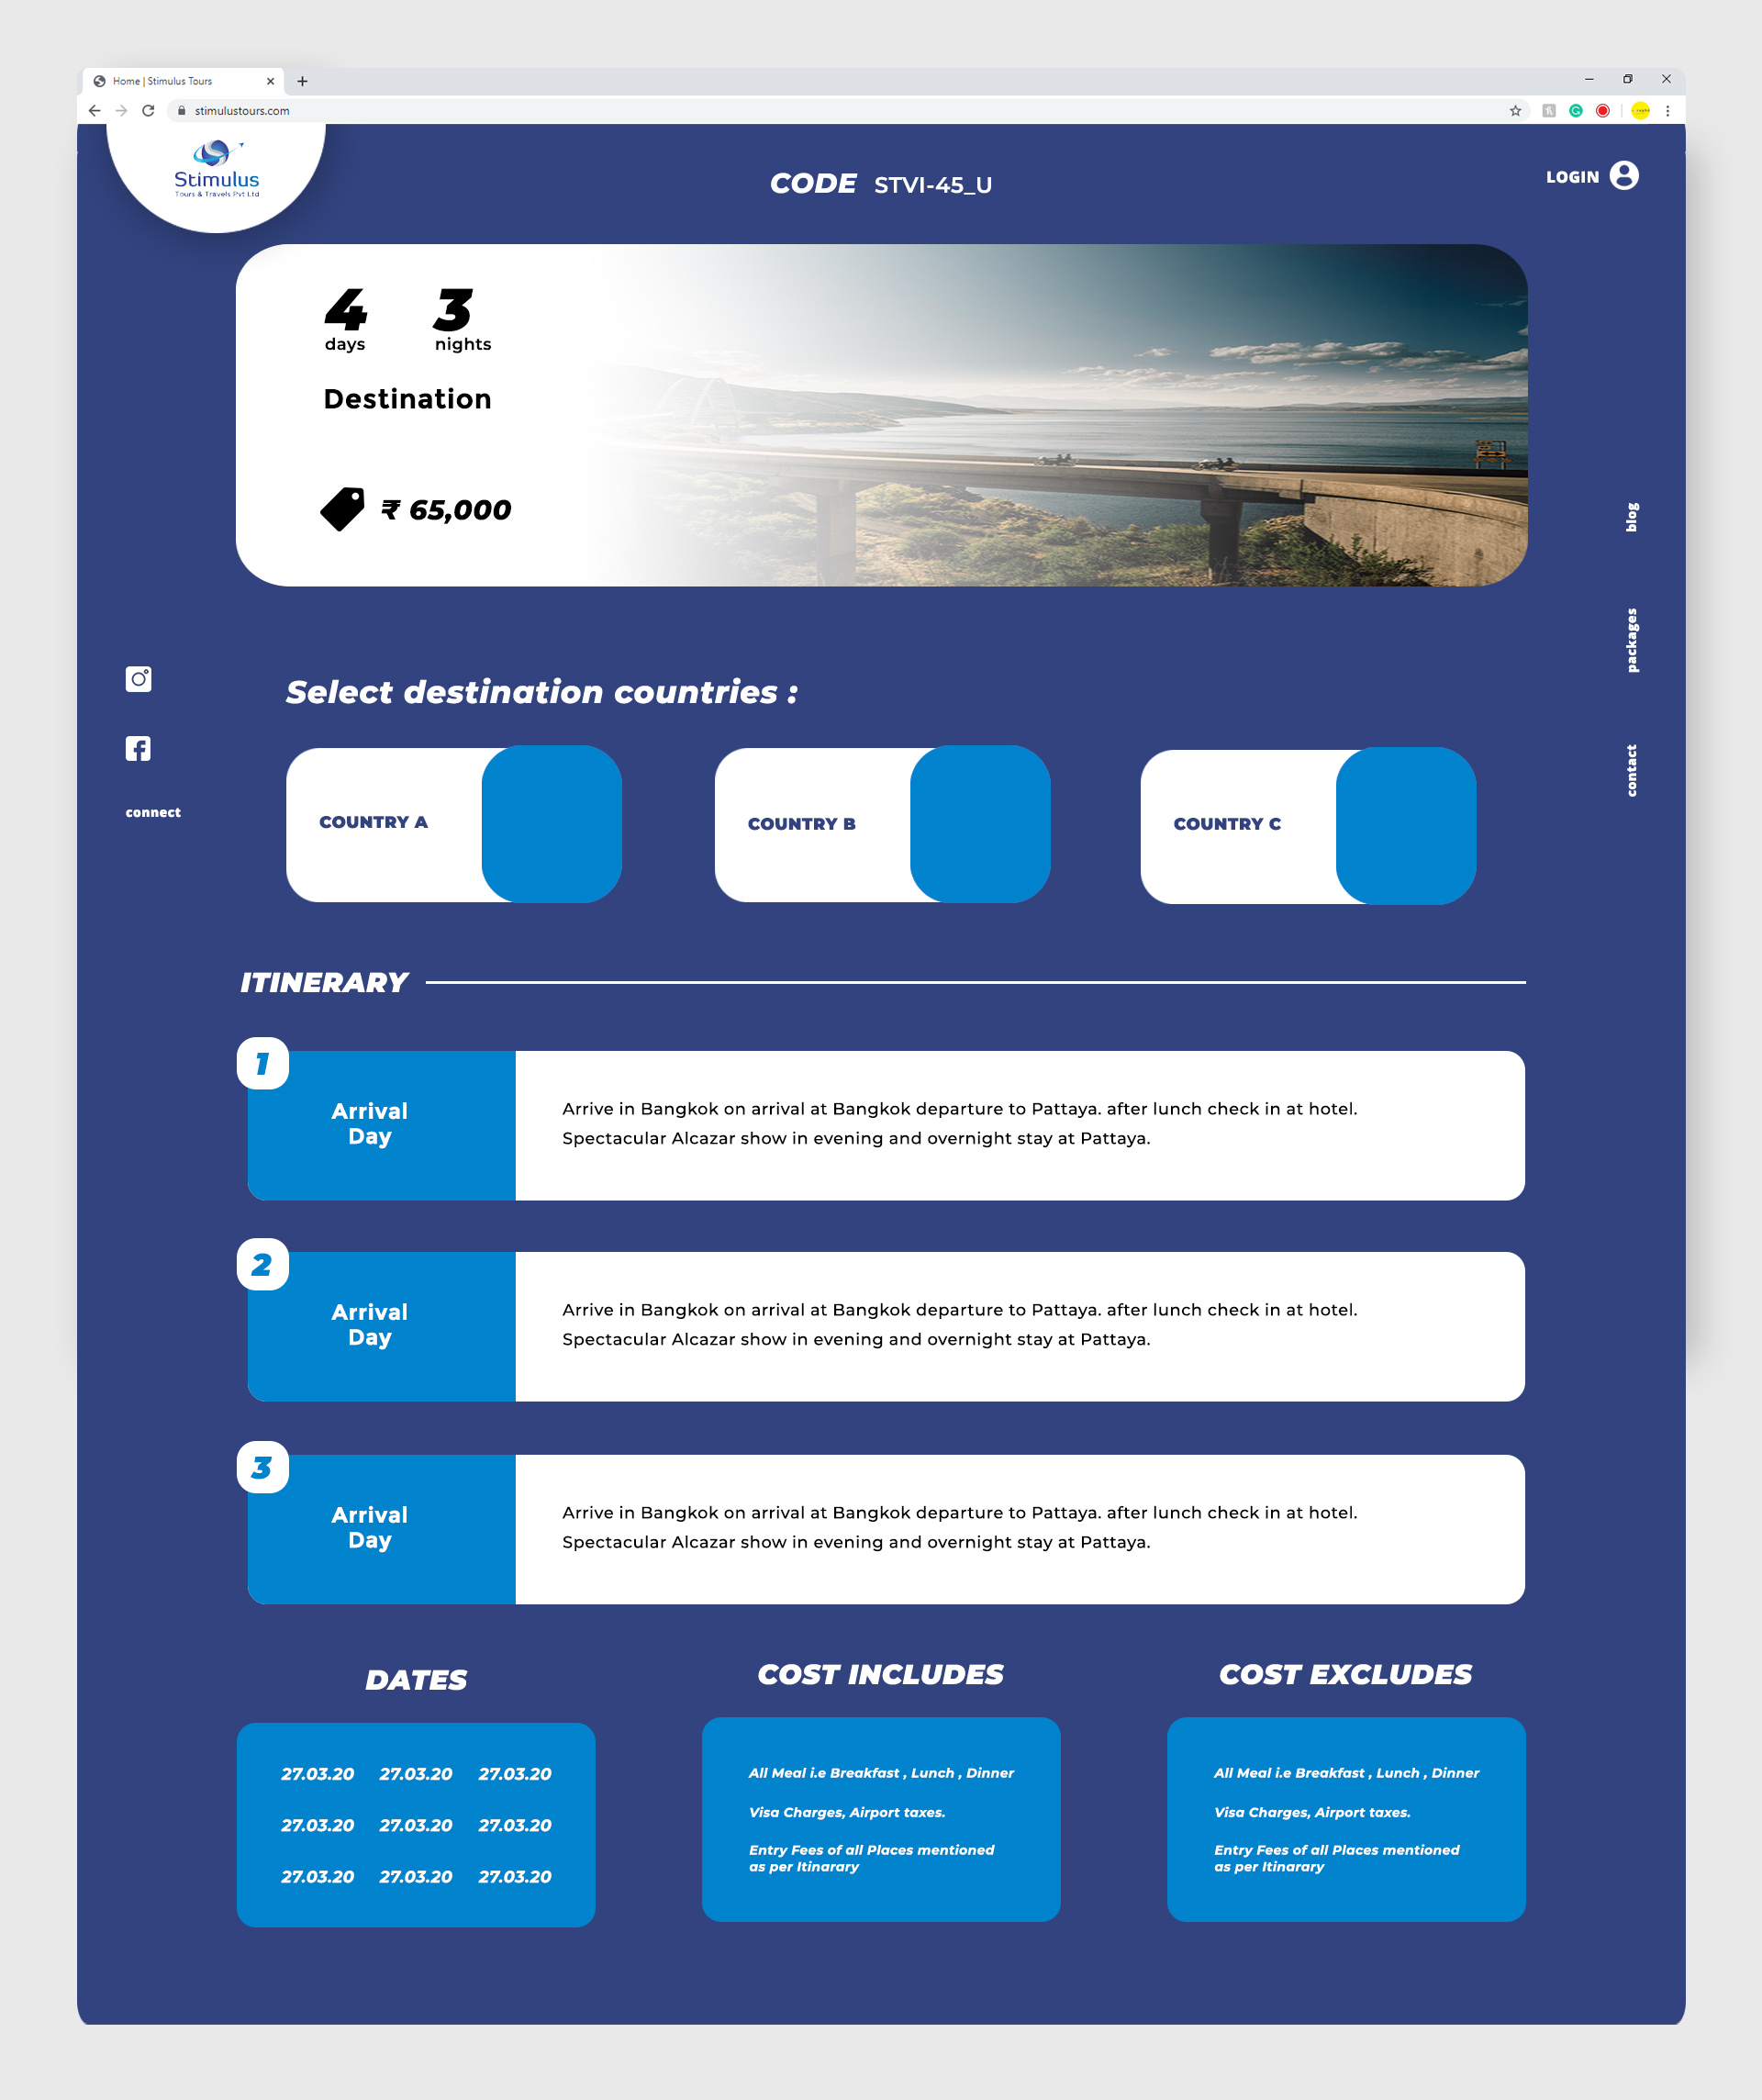 Home | Stimulus Tours
stimulustours.com
Stimulus
Tours & Travels Pvt Ltd
CODE STVI-45_U
LOGIN
4 3
days nights
Destination
₹ 65,000
blog
packages
contact
connect
Select destination countries :
COUNTRY A
COUNTRY B
COUNTRY C
ITINERARY
1
Arrival
Day
Arrive in Bangkok on arrival at Bangkok departure to Pattaya. after lunch check in at hotel.
Spectacular Alcazar show in evening and overnight stay at Pattaya.
2
Arrival
Day
Arrive in Bangkok on arrival at Bangkok departure to Pattaya. after lunch check in at hotel.
Spectacular Alcazar show in evening and overnight stay at Pattaya.
3
Arrival
Day
Arrive in Bangkok on arrival at Bangkok departure to Pattaya. after lunch check in at hotel.
Spectacular Alcazar show in evening and overnight stay at Pattaya.
DATES
27.03.20 27.03.20 27.03.20
27.03.20 27.03.20 27.03.20
27.03.20 27.03.20 27.03.20
COST INCLUDES
All Meal i.e Breakfast , Lunch , Dinner
Visa Charges, Airport taxes.
Entry Fees of all Places mentioned
as per Itinarary
COST EXCLUDES
All Meal i.e Breakfast , Lunch , Dinner
Visa Charges, Airport taxes.
Entry Fees of all Places mentioned
as per Itinarary